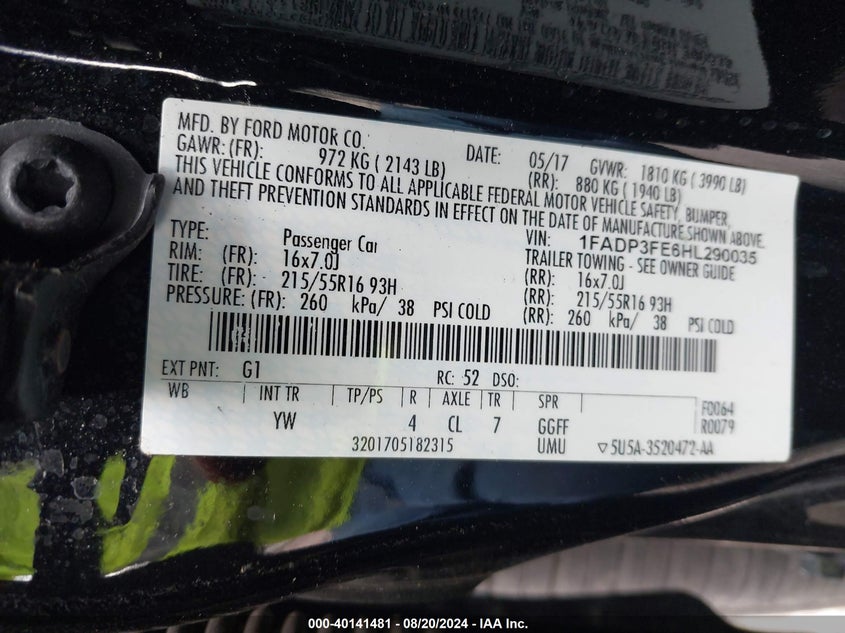 MFD. BY FORD MOTOR CO.
DATE: 05/17 GVWR: 1810 KG ( 3990 LB)
GAWR: (FR): 972 KG ( 2143 LB) (RR): 880 KG ( 1940 LB)
THIS VEHICLE CONFORMS TO ALL APPLICABLE FEDERAL MOTOR VEHICLE SAFETY, BUMPER,
AND THEFT PREVENTION STANDARDS IN EFFECT ON THE DATE OF MANUFACTURE SHOWN ABOVE.
VIN: 1FADP3FE6HL290035
TYPE: Passenger Car TRAILER TOWING - SEE OWNER GUIDE
RIM: (FR): 16x7.0J (RR): 16x7.0J
TIRE: (FR): 215/55R16 93H (RR): 215/55R16 93H
PRESSURE: (FR): 260 kPa/ 38 PSI COLD (RR): 260 kPa/ 38 PSI COLD
EXT PNT: G1 RC: 52 DSO:
WB INT TR TP/PS R AXLE TR SPR F0064
YW 4 CL 7 GGFF R0079
3201705182315 UMU ▽5U5A-3520472-AA
000-40141481 - 08/20/2024 - IAA Inc.